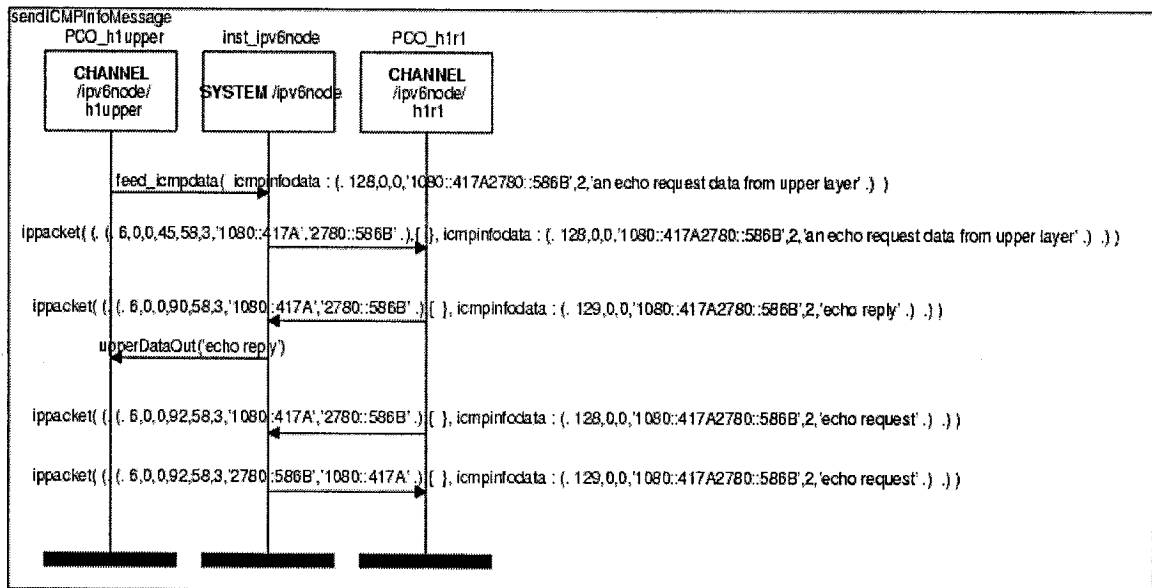 sendICMPInfoMessage
PCO_h1upper inst_ipv6node PCO_h1r1
CHANNEL
/ipv6node/
h1upper
SYSTEM /ipv6node
CHANNEL
/ipv6node/
h1r1
feed_icmpdata( icmpinfodata : (. 128,0,0,'1080::417A2780::586B',2,'an echo request data from upper layer' .) )
ippacket( (. (. 6,0,0,45,58,3,'1080::417A','2780::586B' .),{ }, icmpinfodata : (. 128,0,0,'1080::417A2780::586B',2,'an echo request data from upper layer' .) .) )
ippacket( (. (. 6,0,0,90,58,3,'1080::417A','2780::586B' .),{ }, icmpinfodata : (. 129,0,0,'1080::417A2780::586B',2,'echo reply' .) .) )
upperDataOut('echo reply')
ippacket( (. (. 6,0,0,92,58,3,'1080::417A','2780::586B' .),{ }, icmpinfodata : (. 128,0,0,'1080::417A2780::586B',2,'echo request' .) .) )
ippacket( (. (. 6,0,0,92,58,3,'2780::586B','1080::417A' .),{ }, icmpinfodata : (. 129,0,0,'1080::417A2780::586B',2,'echo request' .) .) )